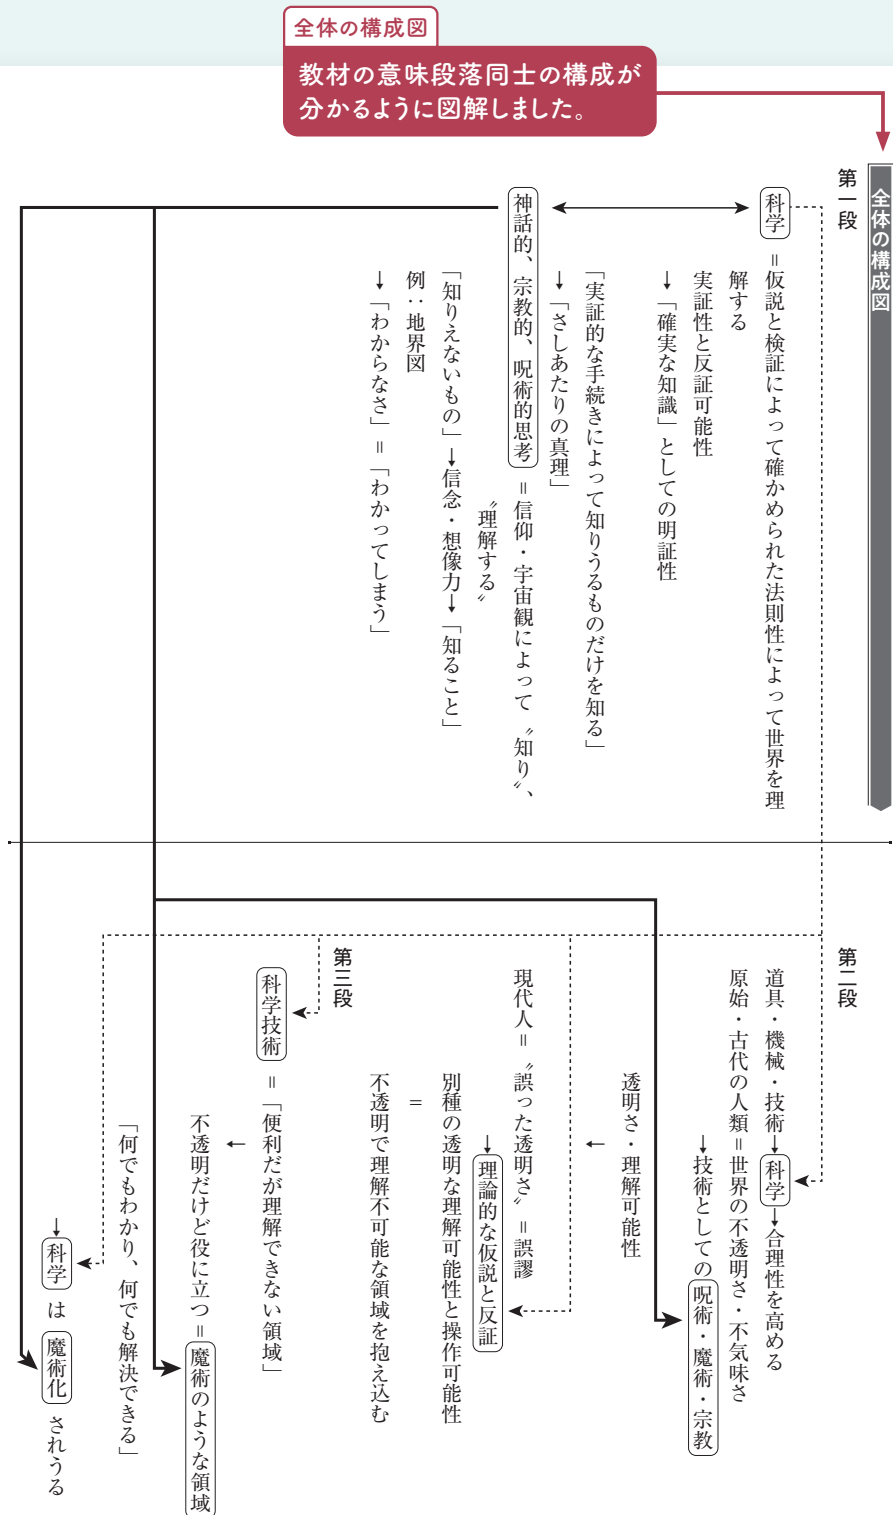 全体の構成図
教材の意味段落同士の構成が
分かるように図解しました。
全体の構成図
第一段
科学 = 仮説と検証によって確かめられた法則性によって世界を理
解する
実証性と反証可能性
→「確実な知識」としての明証性
「実証的な手続きによって知りうるものだけを知る」
→「さしあたりの真理」
神話的、宗教的、呪術的思考 = 信仰・宇宙観によって〝知り〟、
〝理解する〟
「知りえないもの」→信念・想像力→「知ること」
例：地界図
→「わからなさ」=「わかってしまう」
第二段
道具・機械・技術→科学→合理性を高める
原始・古代の人類=世界の不透明さ・不気味さ
→技術としての呪術・魔術・宗教
透明さ・理解可能性
↓
現代人=〝誤った透明さ〟=誤謬
→理論的な仮説と反証
別種の透明な理解可能性と操作可能性
=
不透明で理解不可能な領域を抱え込む
第三段
科学技術 =「便利だが理解できない領域」
↓
不透明だけど役に立つ=魔術のような領域
「何でもわかり、何でも解決できる」
→科学 は 魔術化 されうる